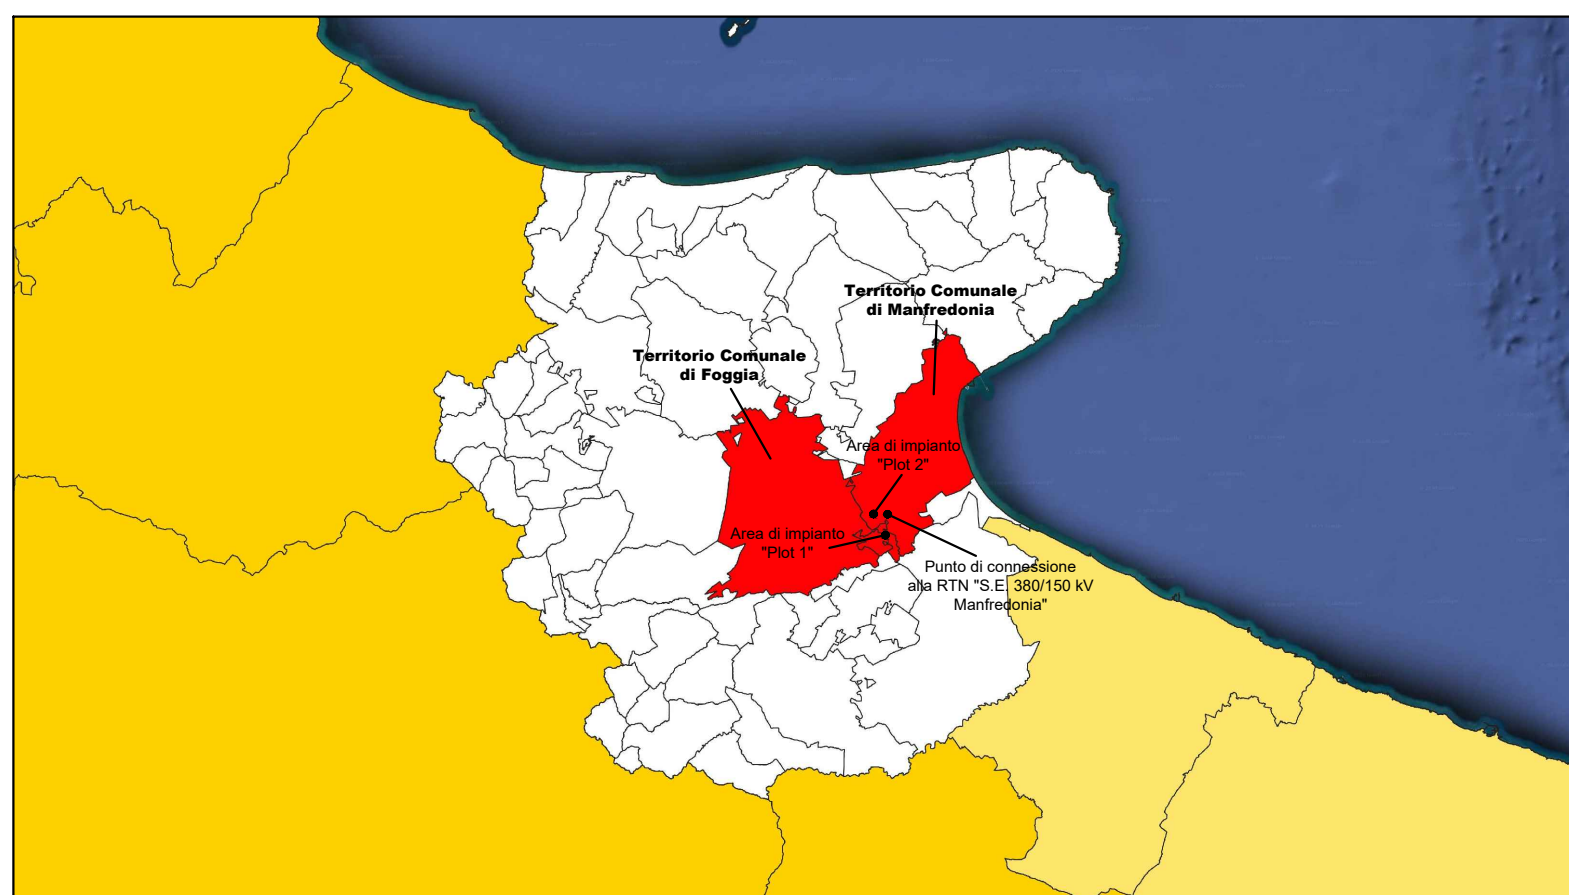 Territorio Comunale
di Manfredonia
Territorio Comunale
di Foggia
Area di impianto
"Plot 2"
Area di impianto
"Plot 1"
Punto di connessione
alla RTN "S.E. 380/150 kV
Manfredonia"